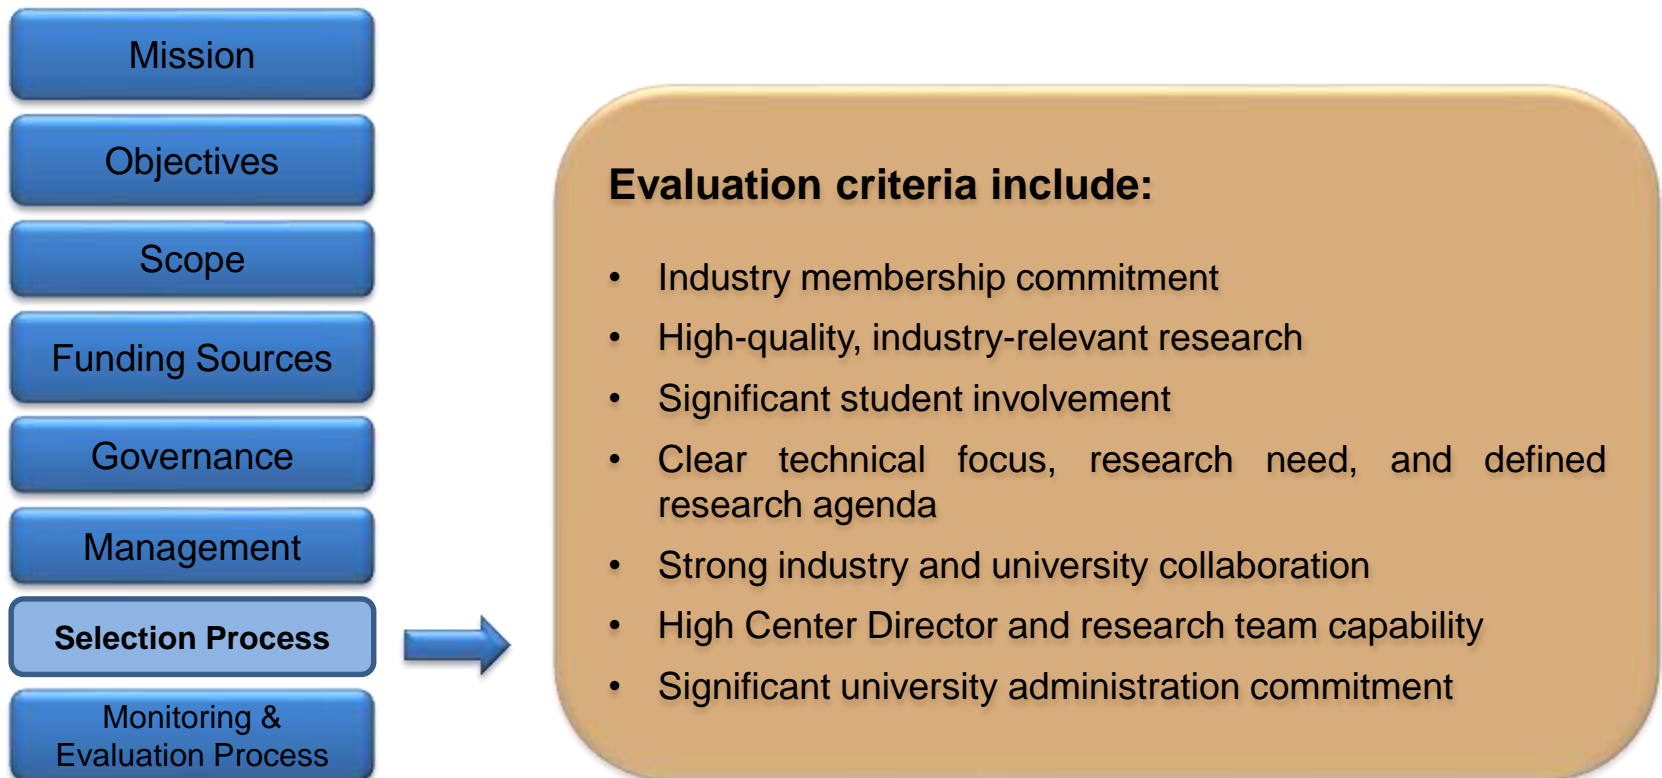 Mission
Objectives
Scope
Funding Sources
Governance
Management
Selection Process
Monitoring &
Evaluation Process
Evaluation criteria include:
• Industry membership commitment
• High-quality, industry-relevant research
• Significant student involvement
• Clear technical focus, research need, and defined
research agenda
• Strong industry and university collaboration
• High Center Director and research team capability
• Significant university administration commitment